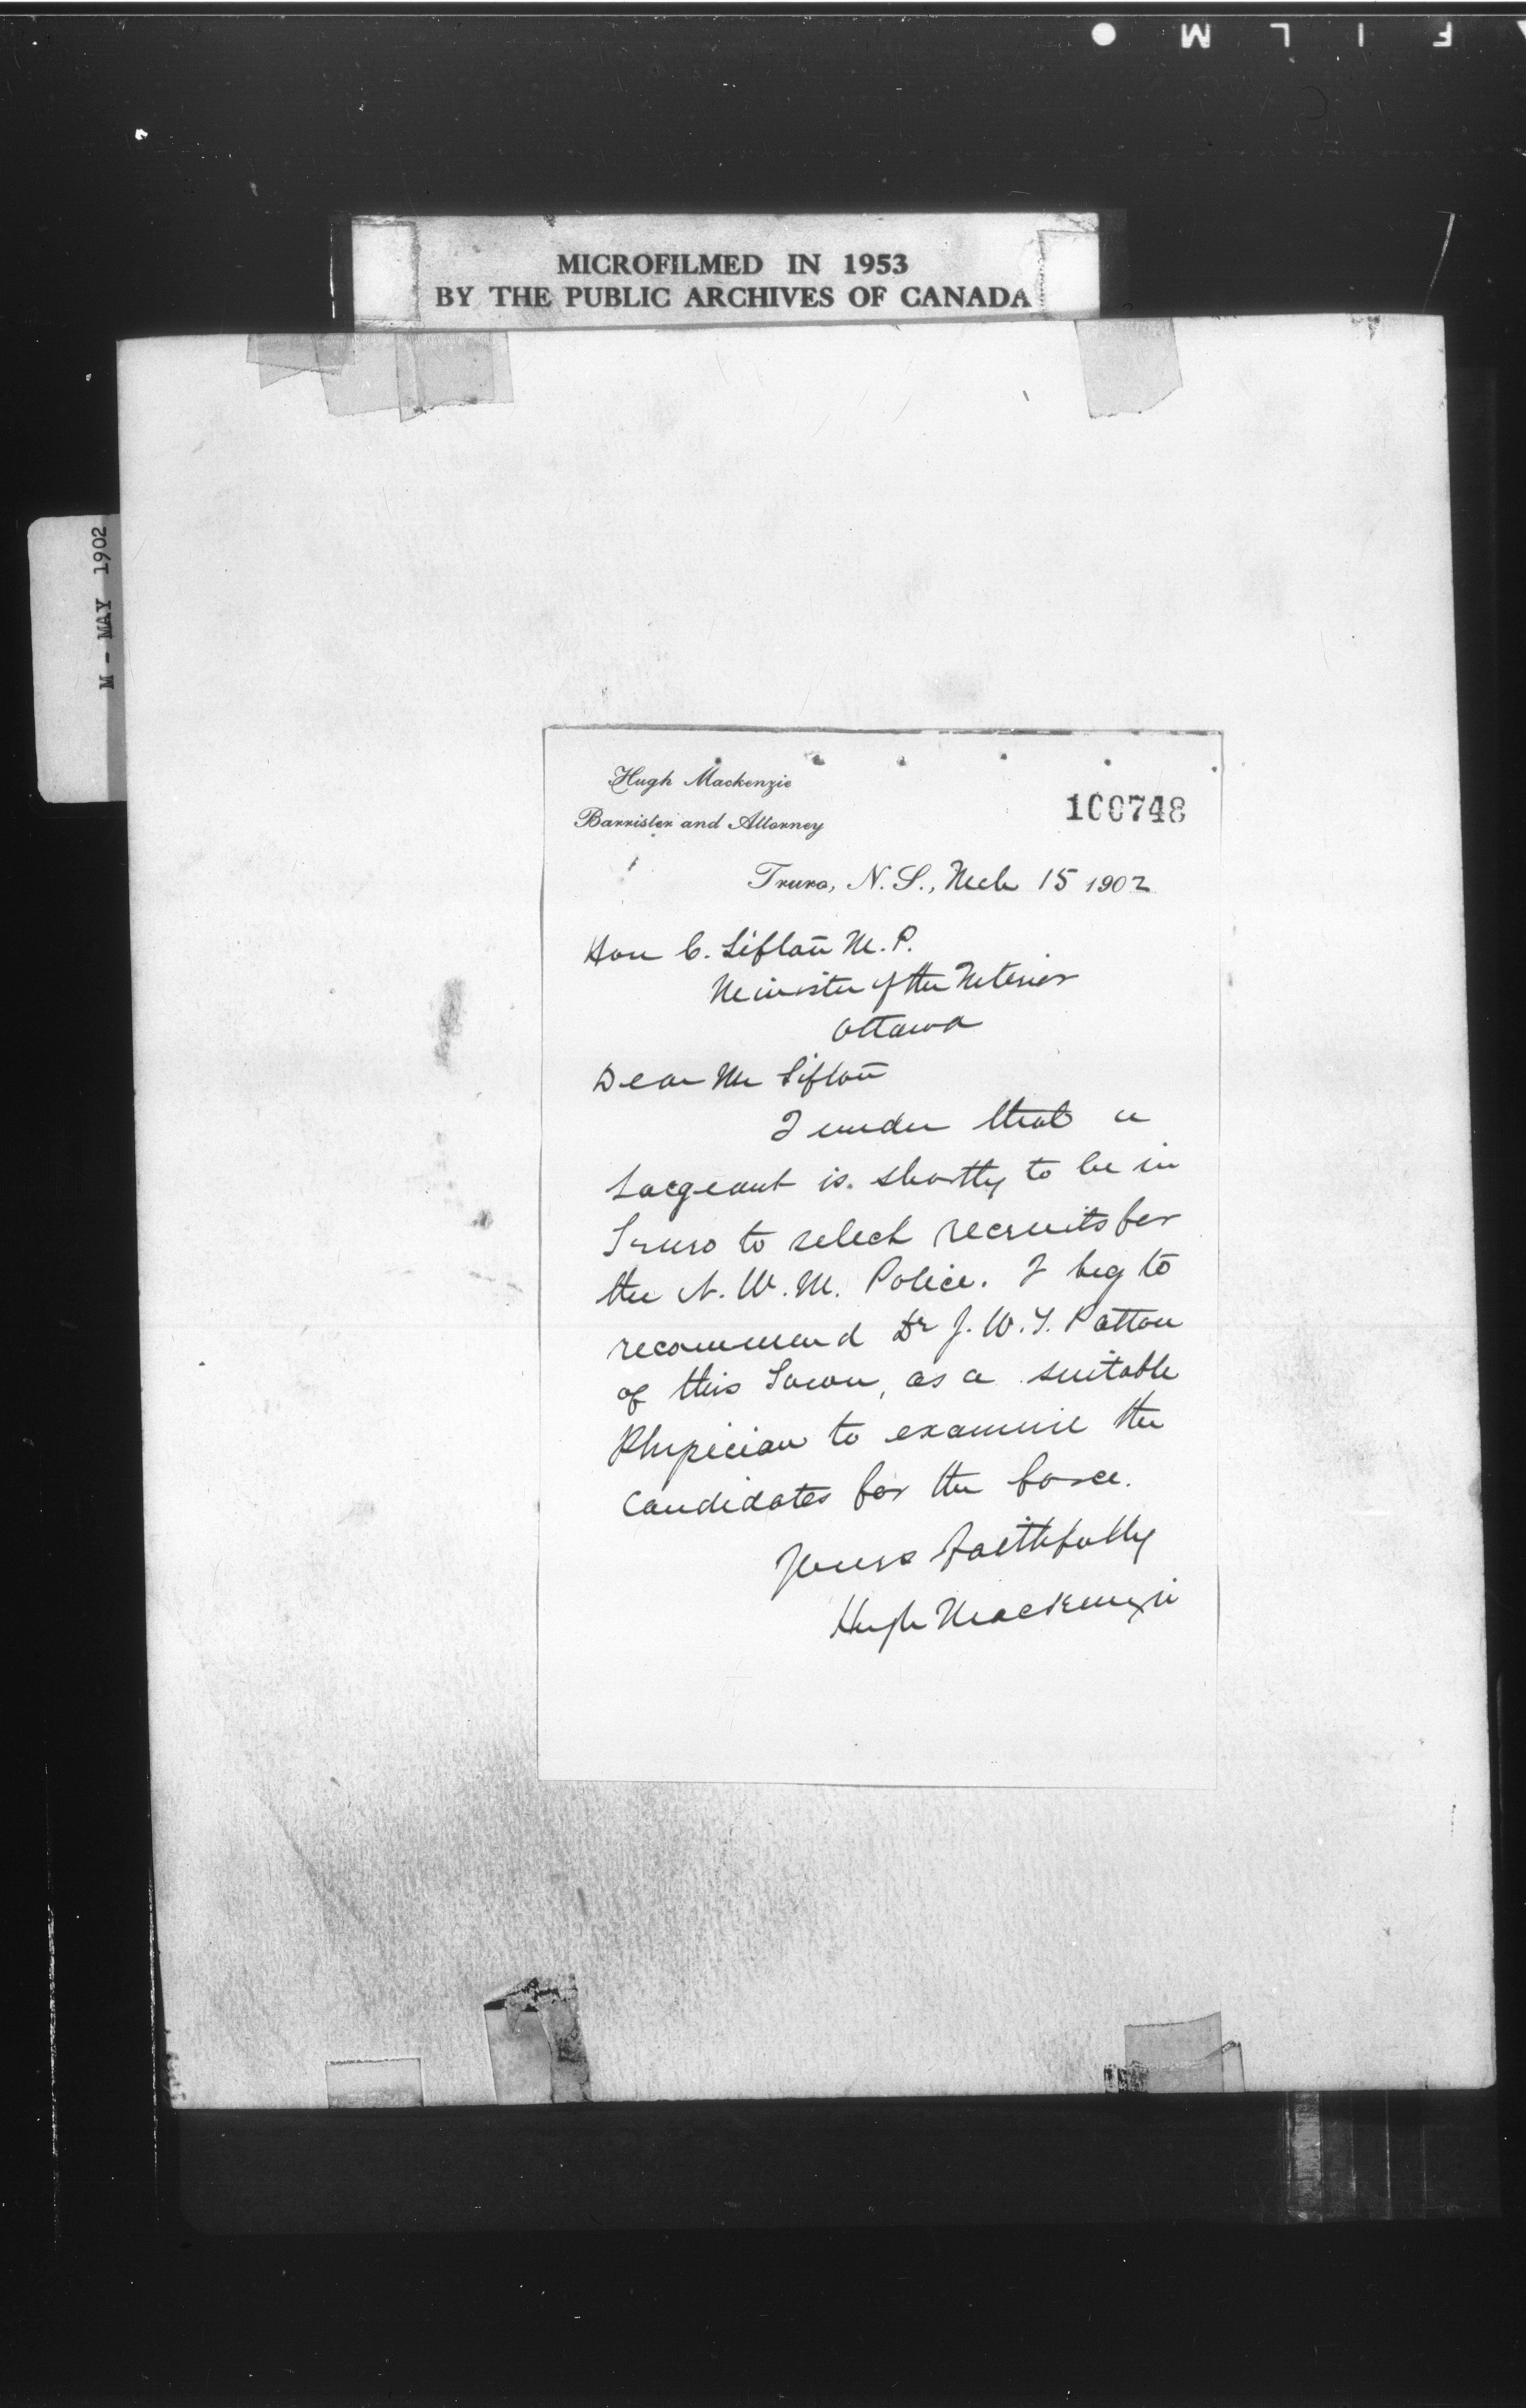 FILM
MICROFILMED IN 1953
BY THE PUBLIC ARCHIVES OF CANADA
M - MAY 1902
Hugh Mackenzie
Barrister and Attorney
100748
Truro, N. S., Mch 15 1902
Hon C. Sifton M. P.
Minister of the Interior
Ottawa
Dear Mr Sifton
I under that a
Sargeant is shortly to be in
Truro to select recruits for
the N. W. M. Police. I beg to
recommend Dr J. W. T. Patton
of this Town, as a suitable
Physician to examine the
Candidates for the force.
Yours faithfully
Hugh Mackenzie